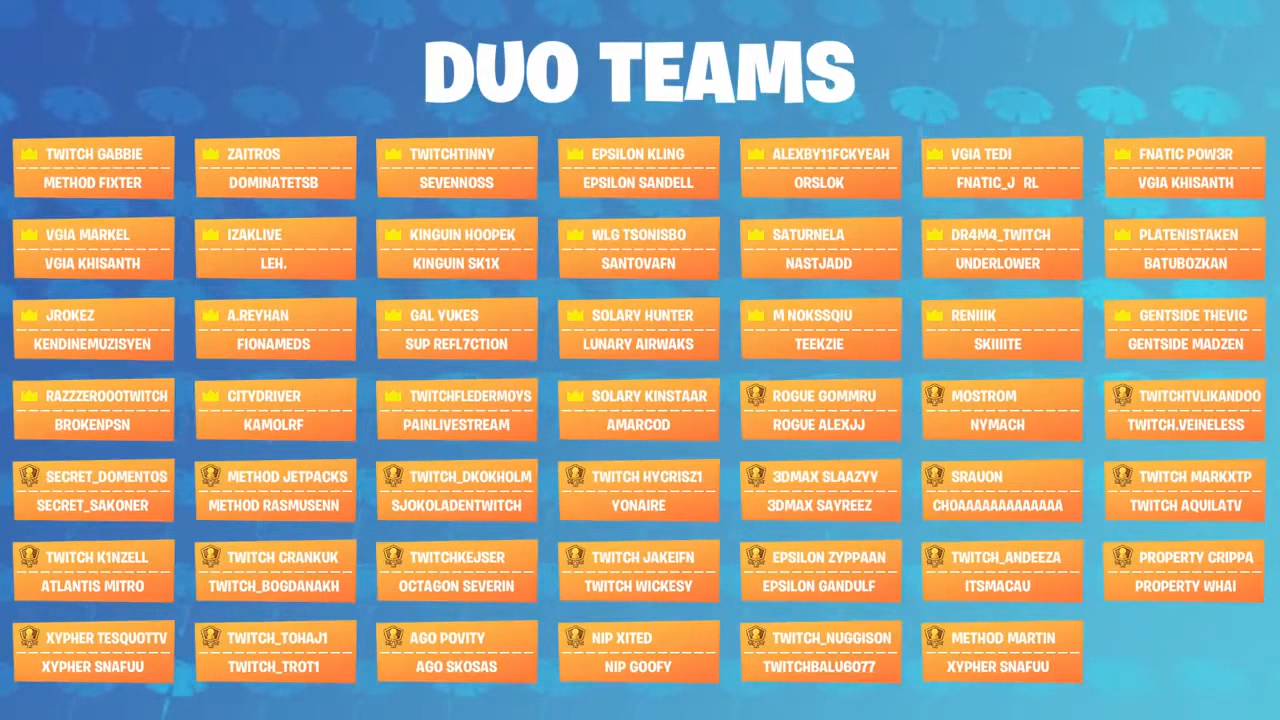 DUO TEAMS
TWITCH GABBIE
METHOD FIXTER
ZAITROS
DOMINATETSB
TWITCHTINNY
SEVENNOSS
EPSILON KLING
EPSILON SANDELL
ALEXBY11FCKYEAH
ORSLOK
VGIA TEDI
FNATIC_J RL
FNATIC POW3R
VGIA KHISANTH
VGIA MARKEL
VGIA KHISANTH
IZAKLIVE
LEH.
KINGUIN HOOPEK
KINGUIN SK1X
WLG TSONISBO
SANTOVAFN
SATURNELA
NASTJADD
DR4M4_TWITCH
UNDERLOWER
PLATENISTAKEN
BATUBOZKAN
JROKEZ
KENDINEMUZISYEN
A.REYHAN
FIONAMEDS
GAL YUKES
SUP REFL7CTION
SOLARY HUNTER
LUNARY AIRWAKS
M NOKSSQIU
TEEKZIE
RENIIIK
SKIIIITE
GENTSIDE THEVIC
GENTSIDE MADZEN
RAZZZEROOOTWITCH
BROKENPSN
CITYDRIVER
KAMOLRF
TWITCHFLEDERMOYS
PAINLIVESTREAM
SOLARY KINSTAAR
AMARCOD
ROGUE GOMMRU
ROGUE ALEXJJ
MOSTROM
NYMACH
TWITCHTVLIKANDOO
TWITCH.VEINELESS
SECRET_DOMENTOS
SECRET_SAKONER
METHOD JETPACKS
METHOD RASMUSENN
TWITCH_DKOKHOLM
SJOKOLADENTWITCH
TWITCH HYCRISZ1
YONAIRE
3DMAX SLAAZYY
3DMAX SAYREEZ
SRAUON
CHOAAAAAAAAAAAAA
TWITCH MARKXTP
TWITCH AQUILATV
TWITCH K1NZELL
ATLANTIS MITRO
TWITCH CRANKUK
TWITCH_BOGDANAKH
TWITCHKEJSER
OCTAGON SEVERIN
TWITCH JAKEIFN
TWITCH WICKESY
EPSILON ZYPPAAN
EPSILON GANDULF
TWITCH_ANDEEZA
ITSMACAU
PROPERTY CRIPPA
PROPERTY WHAI
XYPHER TESQUOTTV
XYPHER SNAFUU
TWITCH_TOHAJ1
TWITCH_TROT1
AGO POVITY
AGO SKOSAS
NIP XITED
NIP GOOFY
TWITCH_NUGGISON
TWITCHBALU6077
METHOD MARTIN
XYPHER SNAFUU